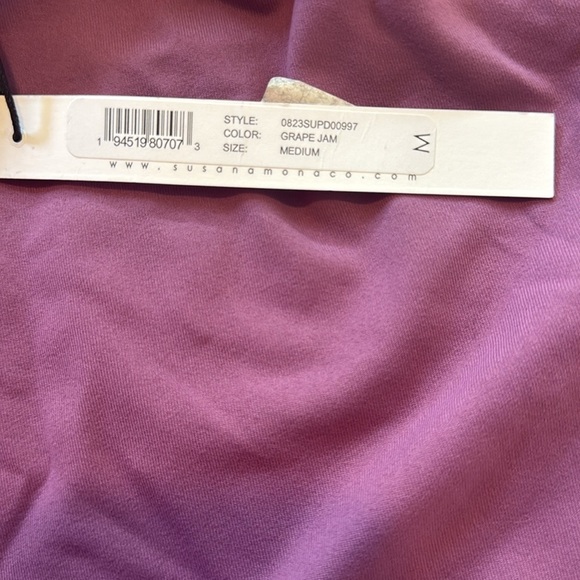 STYLE: 0823SUPD00997
COLOR: GRAPE JAM
SIZE: MEDIUM
M
1 94519 80707 3
www.susanamonaco.com